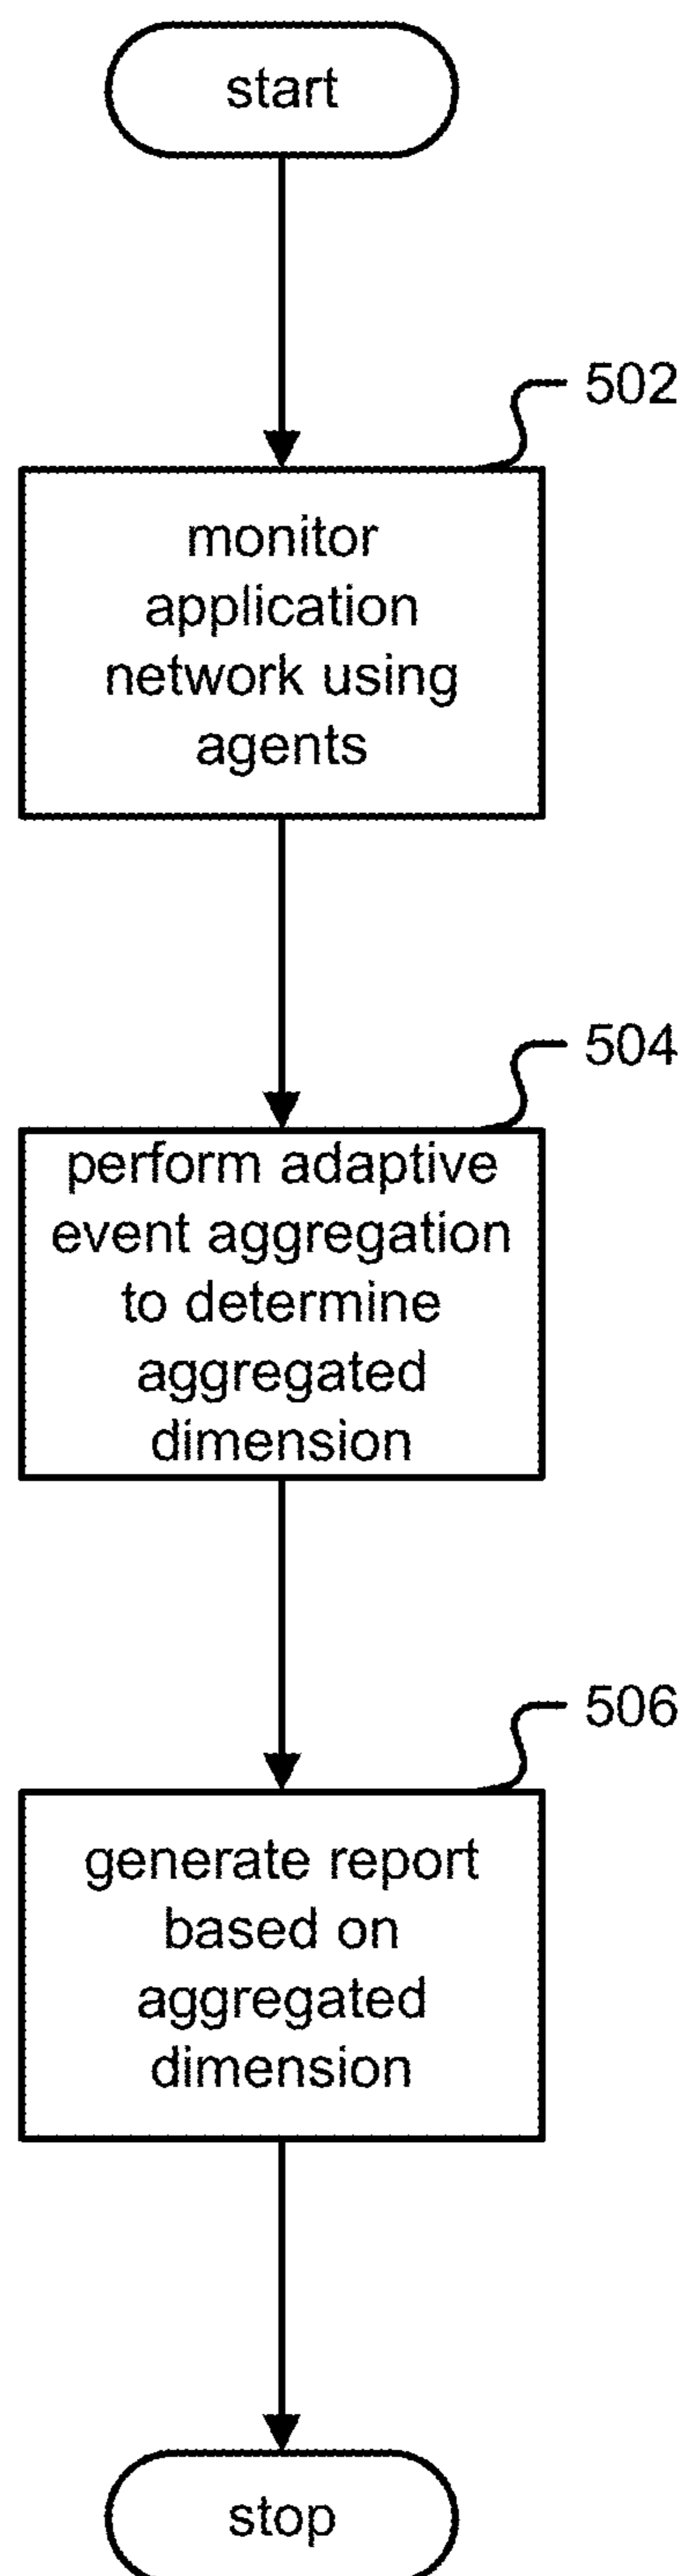 start
502
monitor
application
network using
agents
504
perform adaptive
event aggregation
to determine
aggregated
dimension
506
generate report
based on
aggregated
dimension
stop